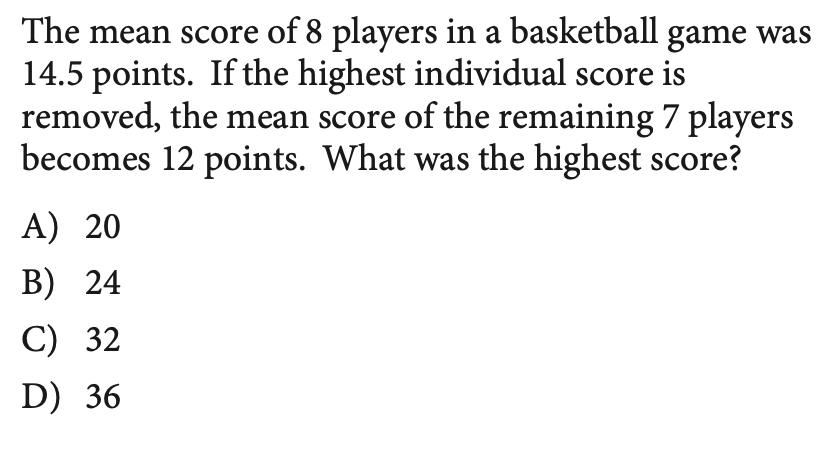 The mean score of 8 players in a basketball game was
14.5 points. If the highest individual score is
removed, the mean score of the remaining 7 players
becomes 12 points. What was the highest score?
A) 20
B) 24
C) 32
D) 36